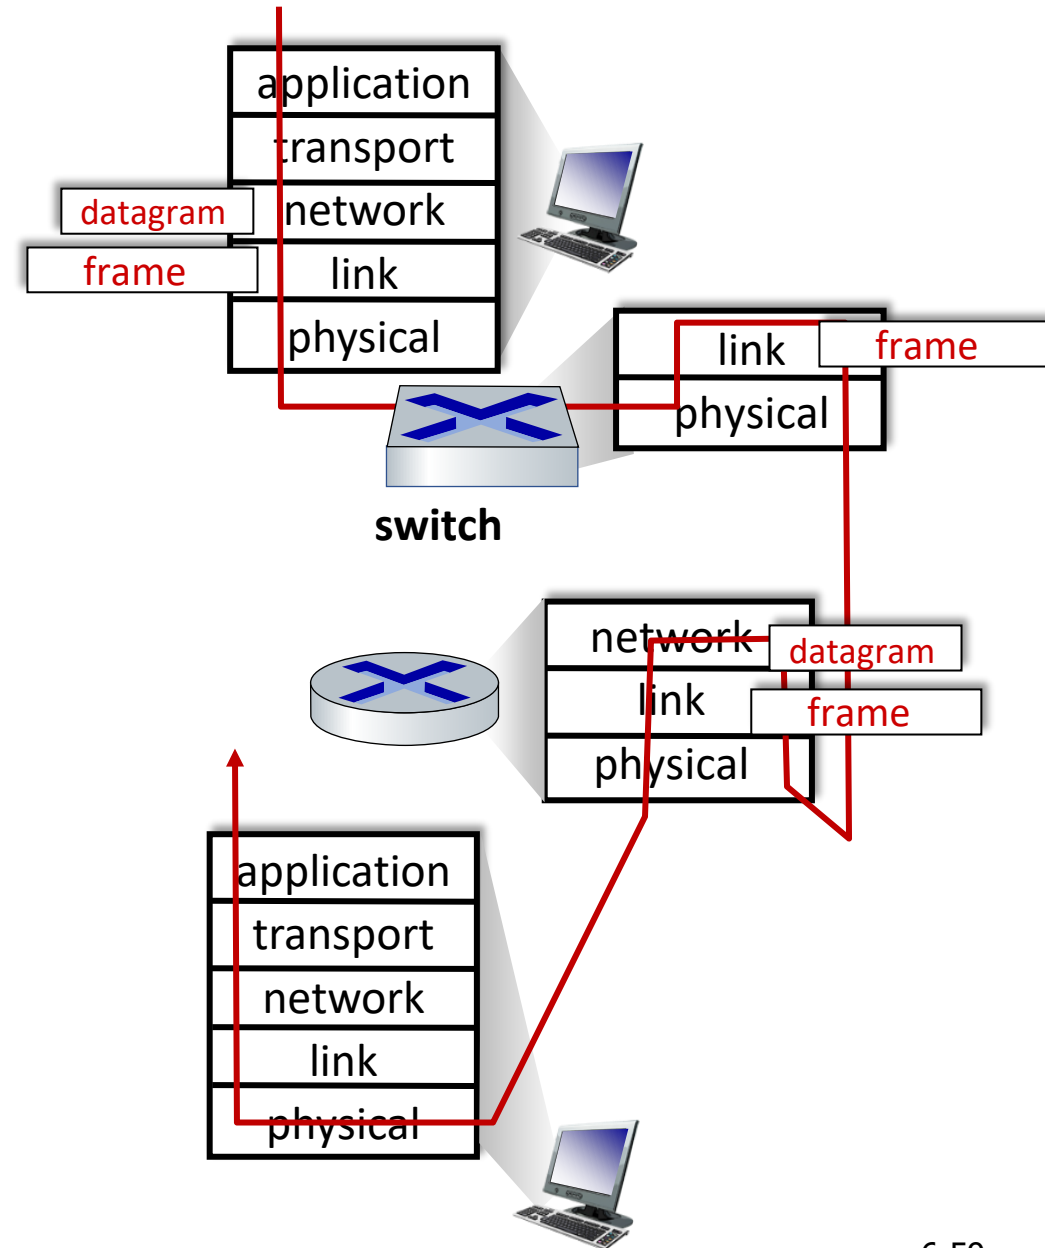 application
transport
datagram
network
frame
link
physical
link
frame
physical
switch
network
datagram
link
frame
physical
application
transport
network
link
physical